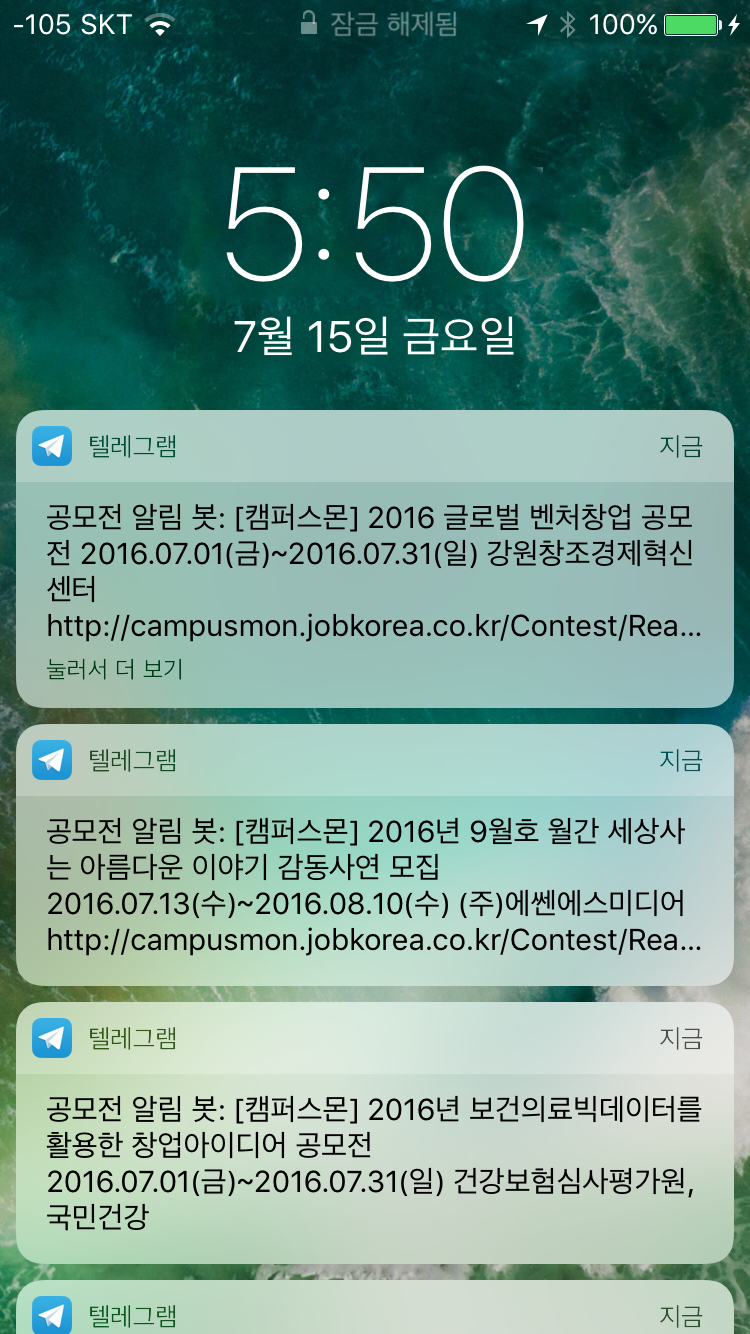 -105 SKT 잠금 해제됨 100%
5:50
7월 15일 금요일
텔레그램 지금
공모전 알림 봇: [캠퍼스몬] 2016 글로벌 벤처창업 공모
전 2016.07.01(금)~2016.07.31(일) 강원창조경제혁신
센터
http://campusmon.jobkorea.co.kr/Contest/Rea...
눌러서 더 보기
텔레그램 지금
공모전 알림 봇: [캠퍼스몬] 2016년 9월호 월간 세상사
는 아름다운 이야기 감동사연 모집
2016.07.13(수)~2016.08.10(수) (주)에쎈에스미디어
http://campusmon.jobkorea.co.kr/Contest/Rea...
텔레그램 지금
공모전 알림 봇: [캠퍼스몬] 2016년 보건의료빅데이터를
활용한 창업아이디어 공모전
2016.07.01(금)~2016.07.31(일) 건강보험심사평가원,
국민건강
텔레그램 지금